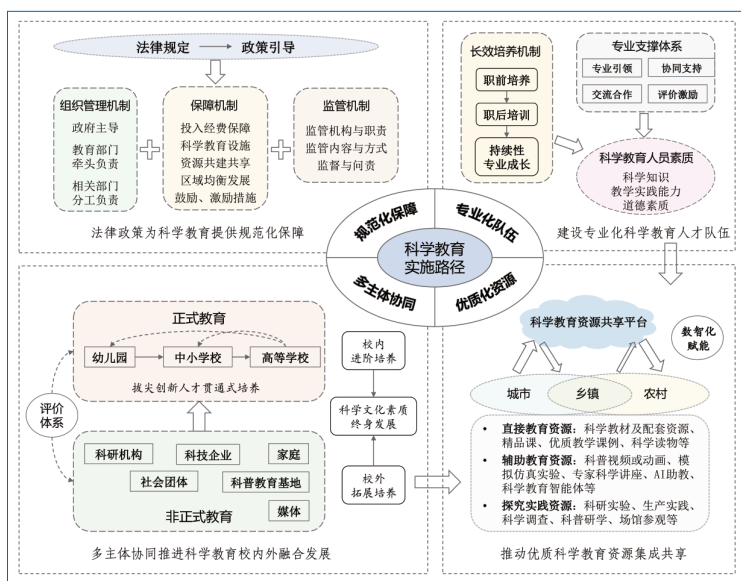 法律规定
政策引导
组织管理机制
政府主导
教育部门
牵头负责
相关部门
分工负责
保障机制
投入经费保障
科学教育设施
资源共建共享
区域均衡发展
鼓励、激励措施
监管机制
监管机构与职责
监管内容与方式
监督与问责
法律政策为科学教育提供规范化保障
长效培养机制
职前培养
职后培训
持续性
专业成长
专业支撑体系
专业引领
协同支持
交流合作
评价激励
科学教育人员素质
科学知识
教学实践能力
道德素质
建设专业化科学教育人才队伍
规范化保障
专业化队伍
科学教育
实施路径
多主体协同
优质化资源
正式教育
幼儿园
中小学校
高等学校
拔尖创新人才贯通式培养
评价
体系
科研机构
科技企业
家庭
社会团体
科普教育基地
媒体
非正式教育
校内
进阶培养
科学文化素质
终身发展
校外
拓展培养
多主体协同推进科学教育校内外融合发展
科学教育资源共享平台
数智化
赋能
城市
乡镇
农村
• 直接教育资源：科学教材及配套资源、
精品课、优质教学课例、科学读物等
• 辅助教育资源：科普视频或动画、模
拟仿真实验、专家科学讲座、AI助教、
科学教育智能体等
• 探究实践资源：科研实验、生产实践、
科学调查、科普研学、场馆参观等
推动优质科学教育资源集成共享